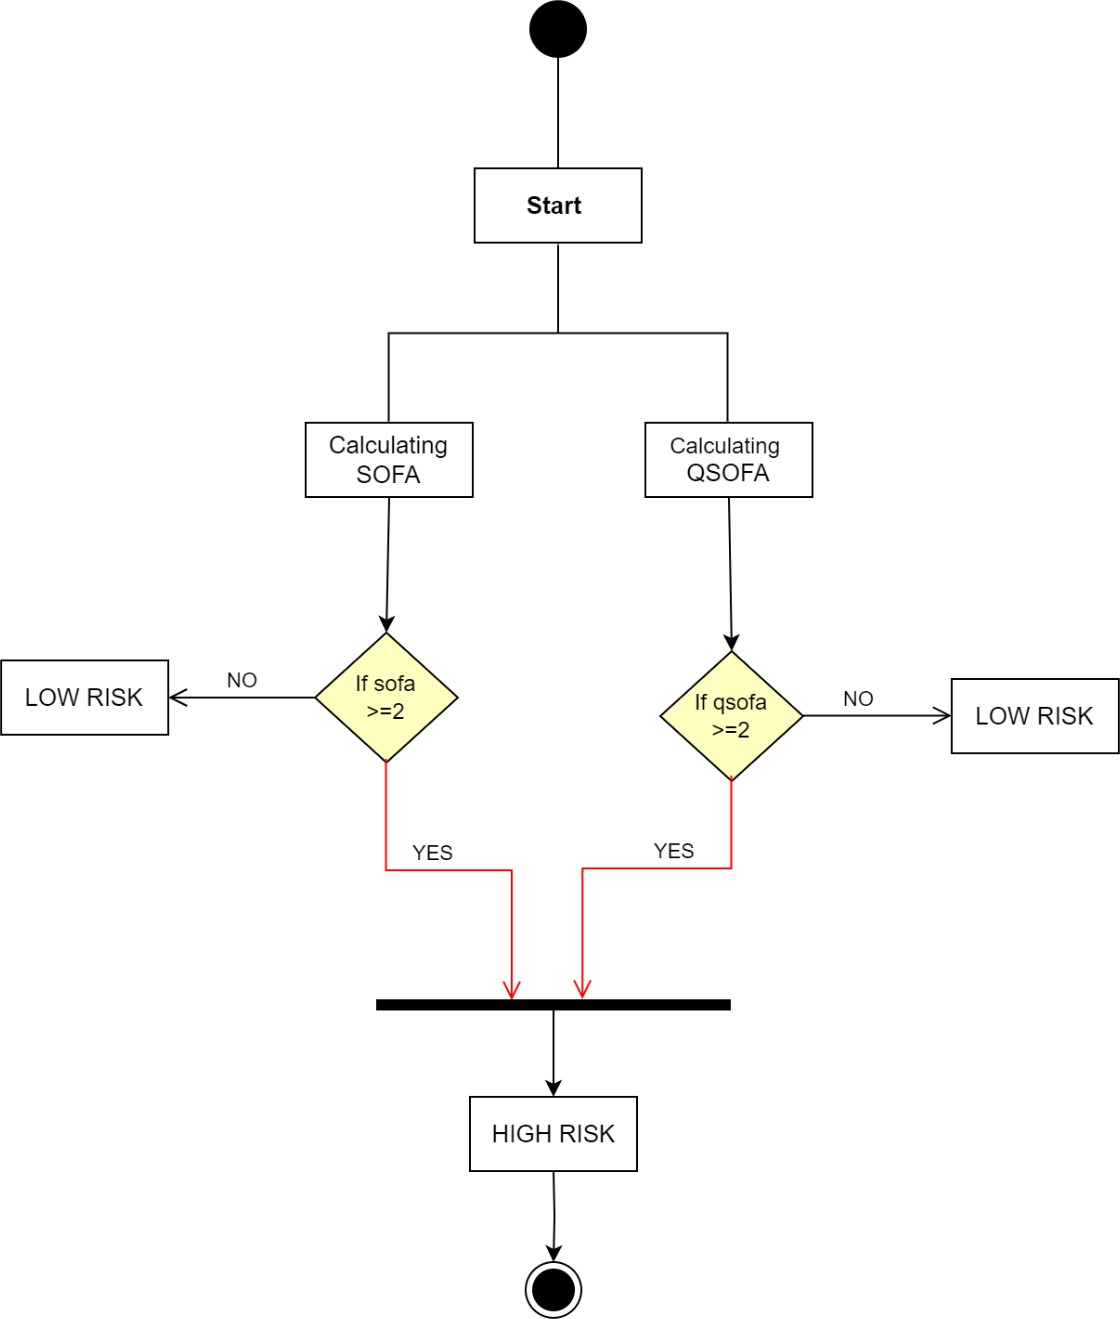 Start
Calculating
SOFA
Calculating
QSOFA
If sofa
>=2
NO
LOW RISK
If qsofa
>=2
NO
LOW RISK
YES
YES
HIGH RISK